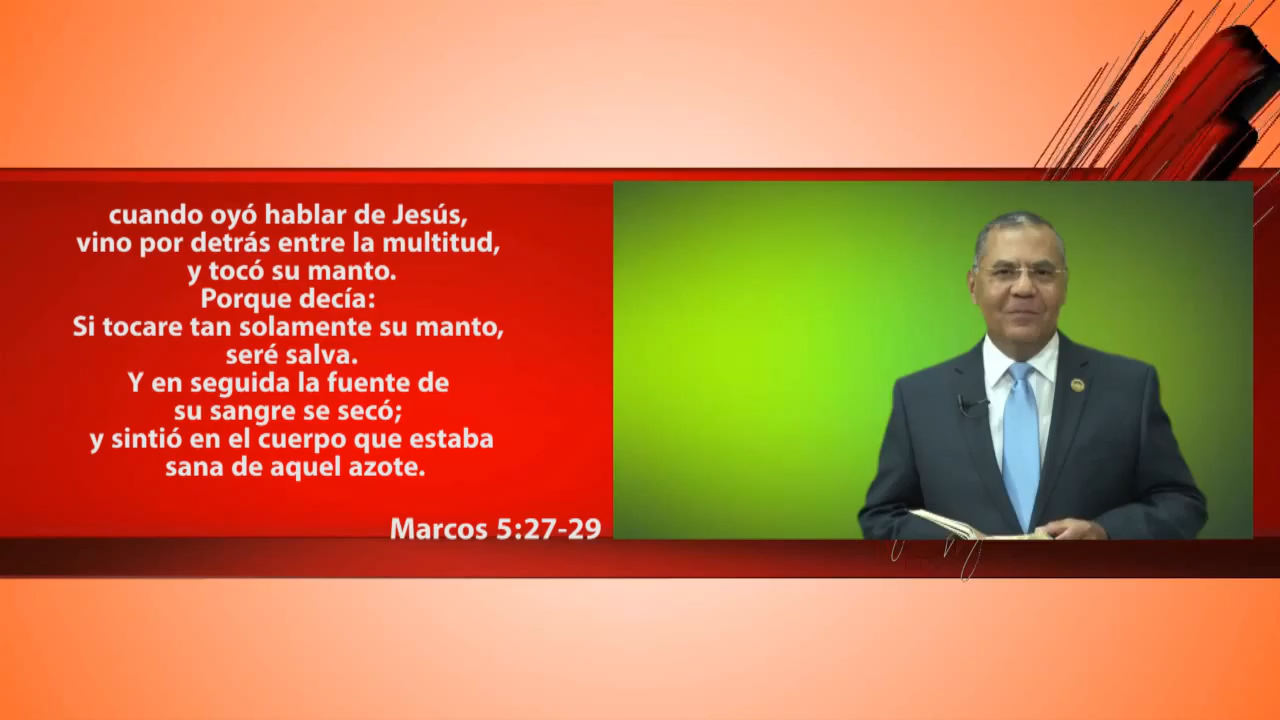 cuando oyó hablar de Jesús,
vino por detrás entre la multitud,
y tocó su manto.
Porque decía:
Si tocare tan solamente su manto,
seré salva.
Y en seguida la fuente de
su sangre se secó;
y sintió en el cuerpo que estaba
sana de aquel azote.
Marcos 5:27-29